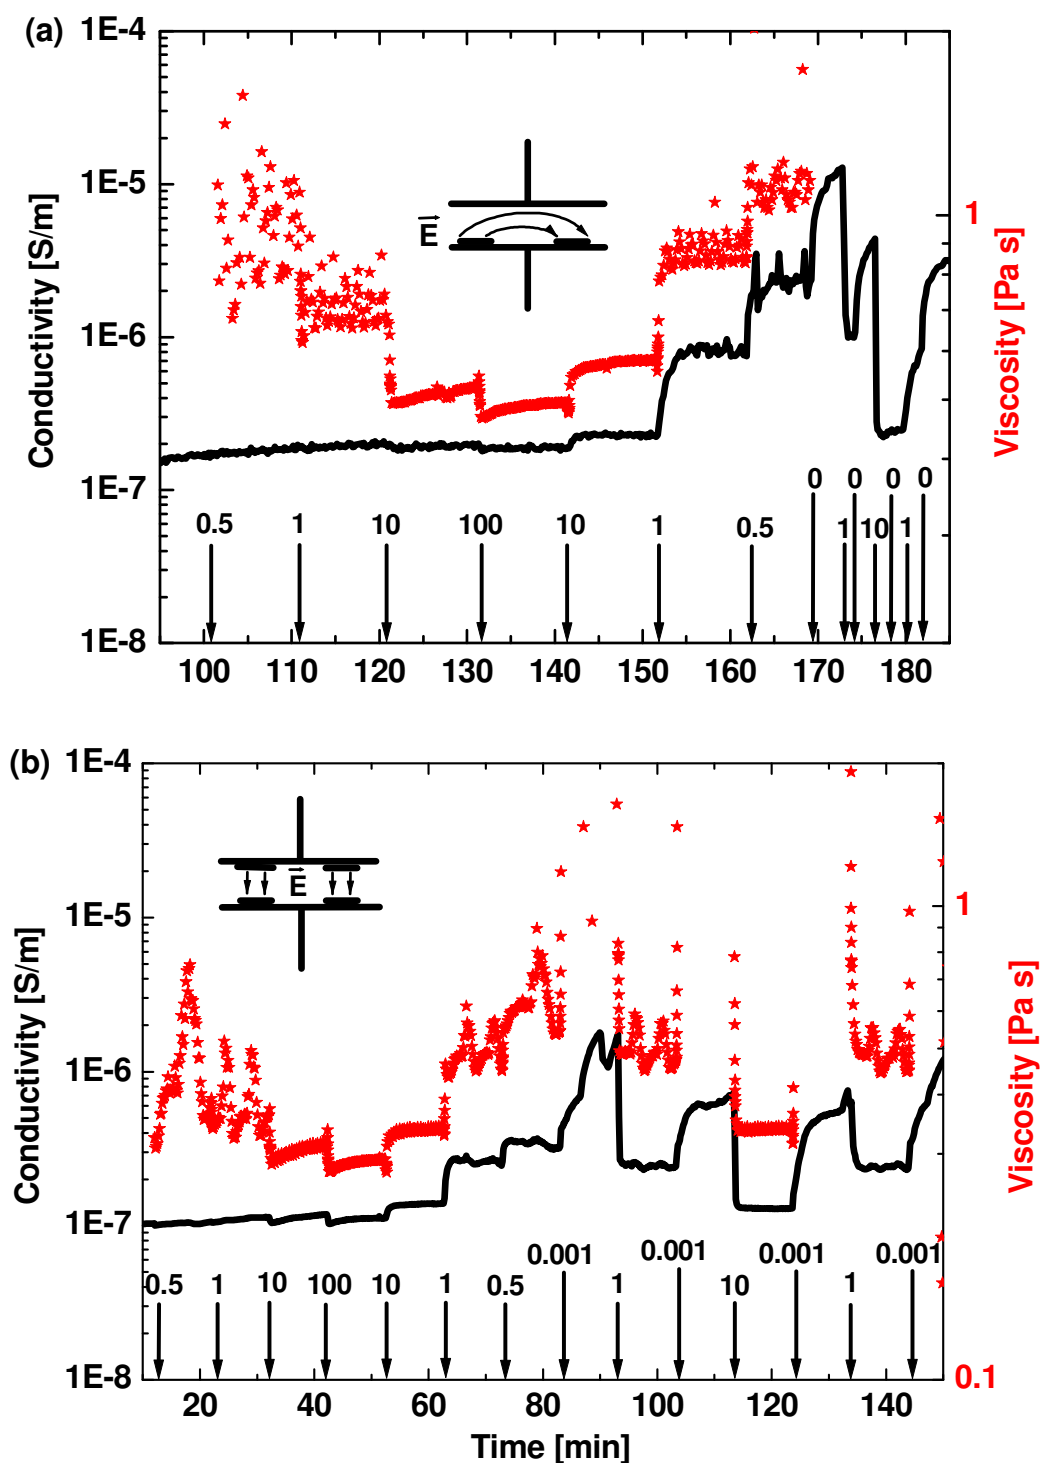 (a)
1E-4
1E-5
1E-6
1E-7
1E-8
Conductivity [S/m]
1
Viscosity [Pa s]
E
0.5 1 10 100 10 1 0.5 0 1 0 10 0 1 0
100 110 120 130 140 150 160 170 180
(b)
1E-4
1E-5
1E-6
1E-7
1E-8
Conductivity [S/m]
1
0.1
Viscosity [Pa s]
E
0.5 1 10 100 10 1 0.5 0.001 1 0.001 10 0.001 1 0.001
20 40 60 80 100 120 140
Time [min]